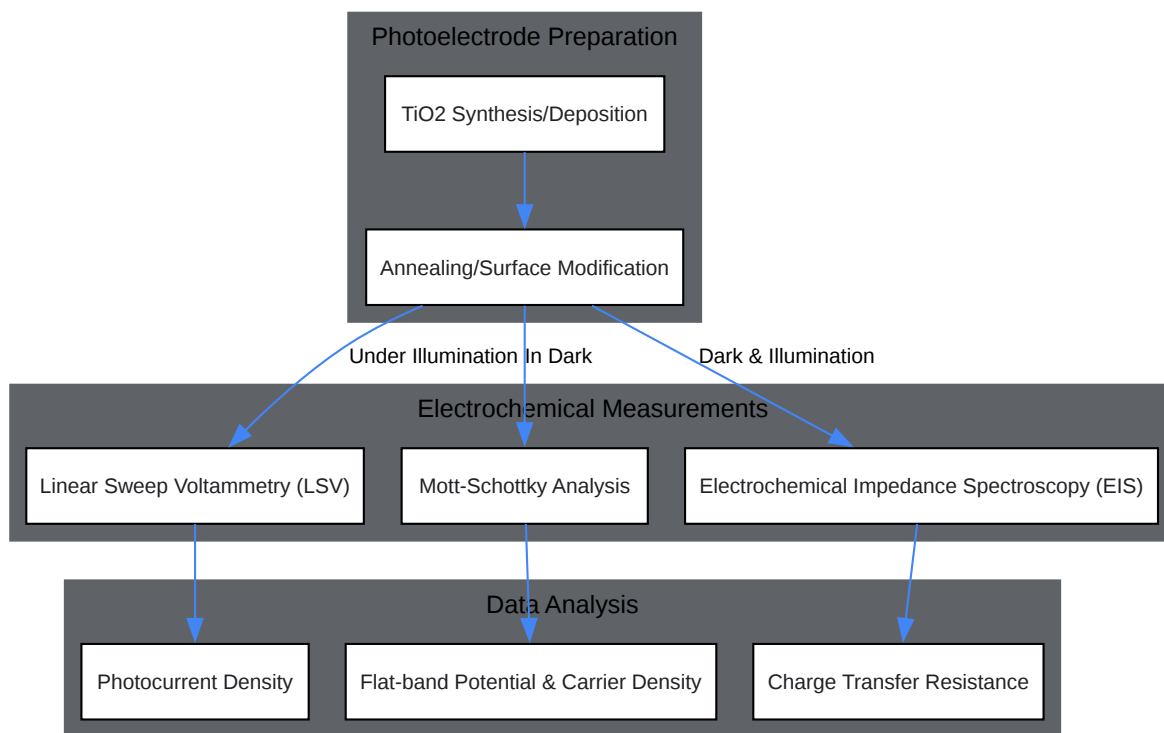 Photoelectrode Preparation
TiO2 Synthesis/Deposition
Annealing/Surface Modification
Under Illumination
In Dark
Dark & Illumination
Electrochemical Measurements
Linear Sweep Voltammetry (LSV)
Mott-Schottky Analysis
Electrochemical Impedance Spectroscopy (EIS)
Data Analysis
Photocurrent Density
Flat-band Potential & Carrier Density
Charge Transfer Resistance